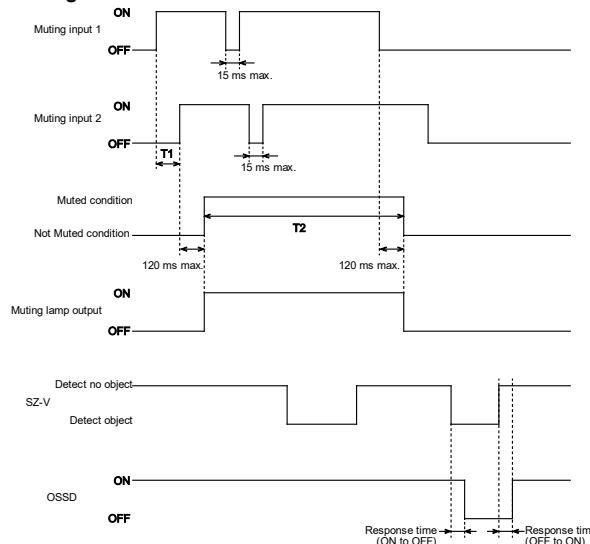 ON
Muting input 1
OFF
15 ms max.
ON
Muting input 2
OFF
T1
15 ms max.
Muted condition
T2
Not Muted condition
120 ms max.
120 ms max.
ON
Muting lamp output
OFF
Detect no object
SZ-V
Detect object
ON
OSSD
OFF
Response time
(ON to OFF)
Response tim
(OFF to ON)